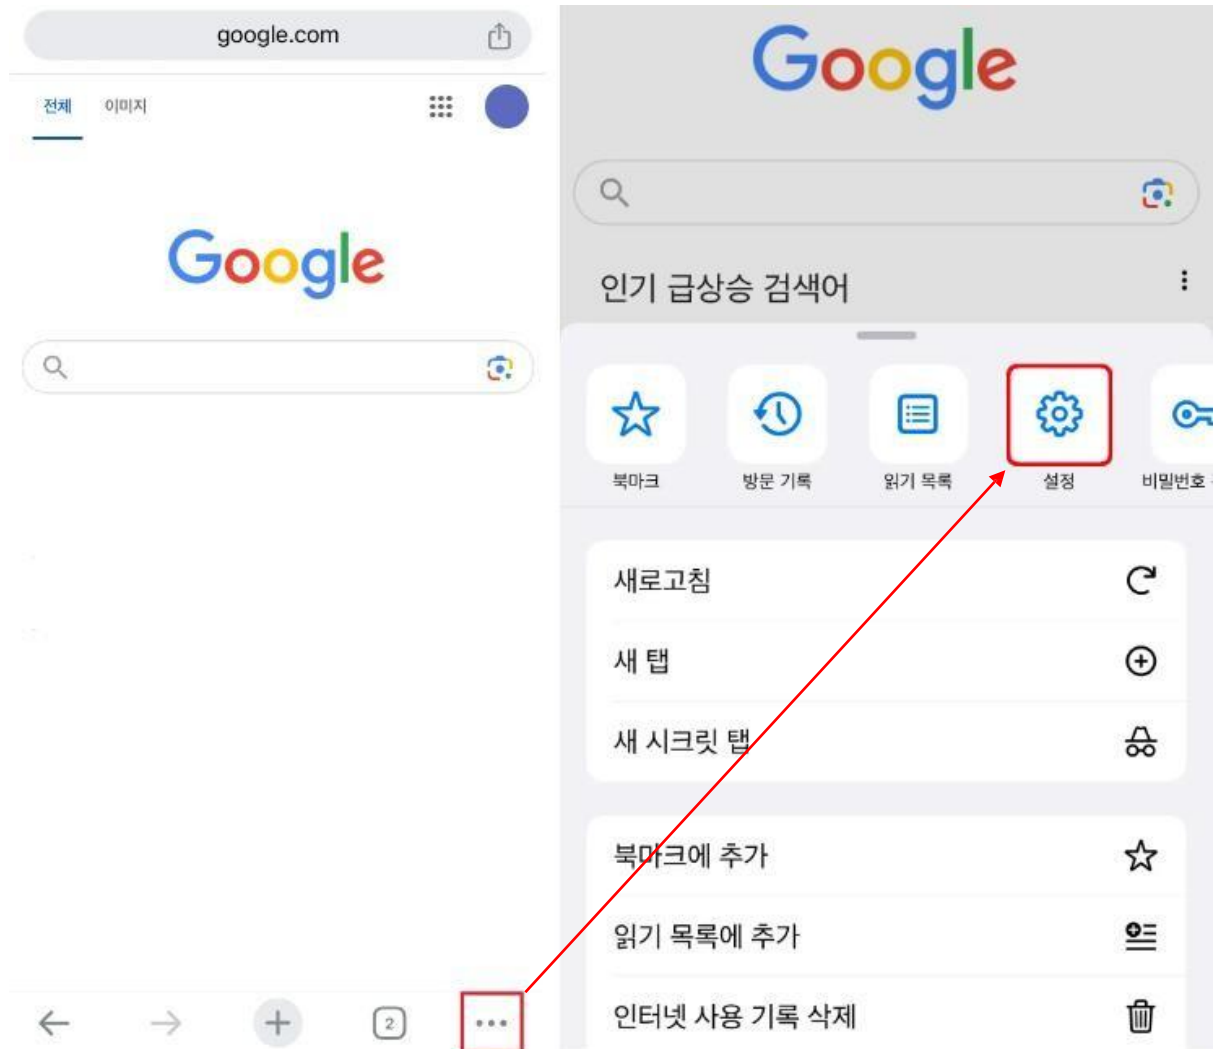 google.com
전체 이미지
Google
2
Google
인기 급상승 검색어
북마크 방문 기록 읽기 목록 설정 비밀번호
새로고침
새 탭
새 시크릿 탭
북마크에 추가
읽기 목록에 추가
인터넷 사용 기록 삭제